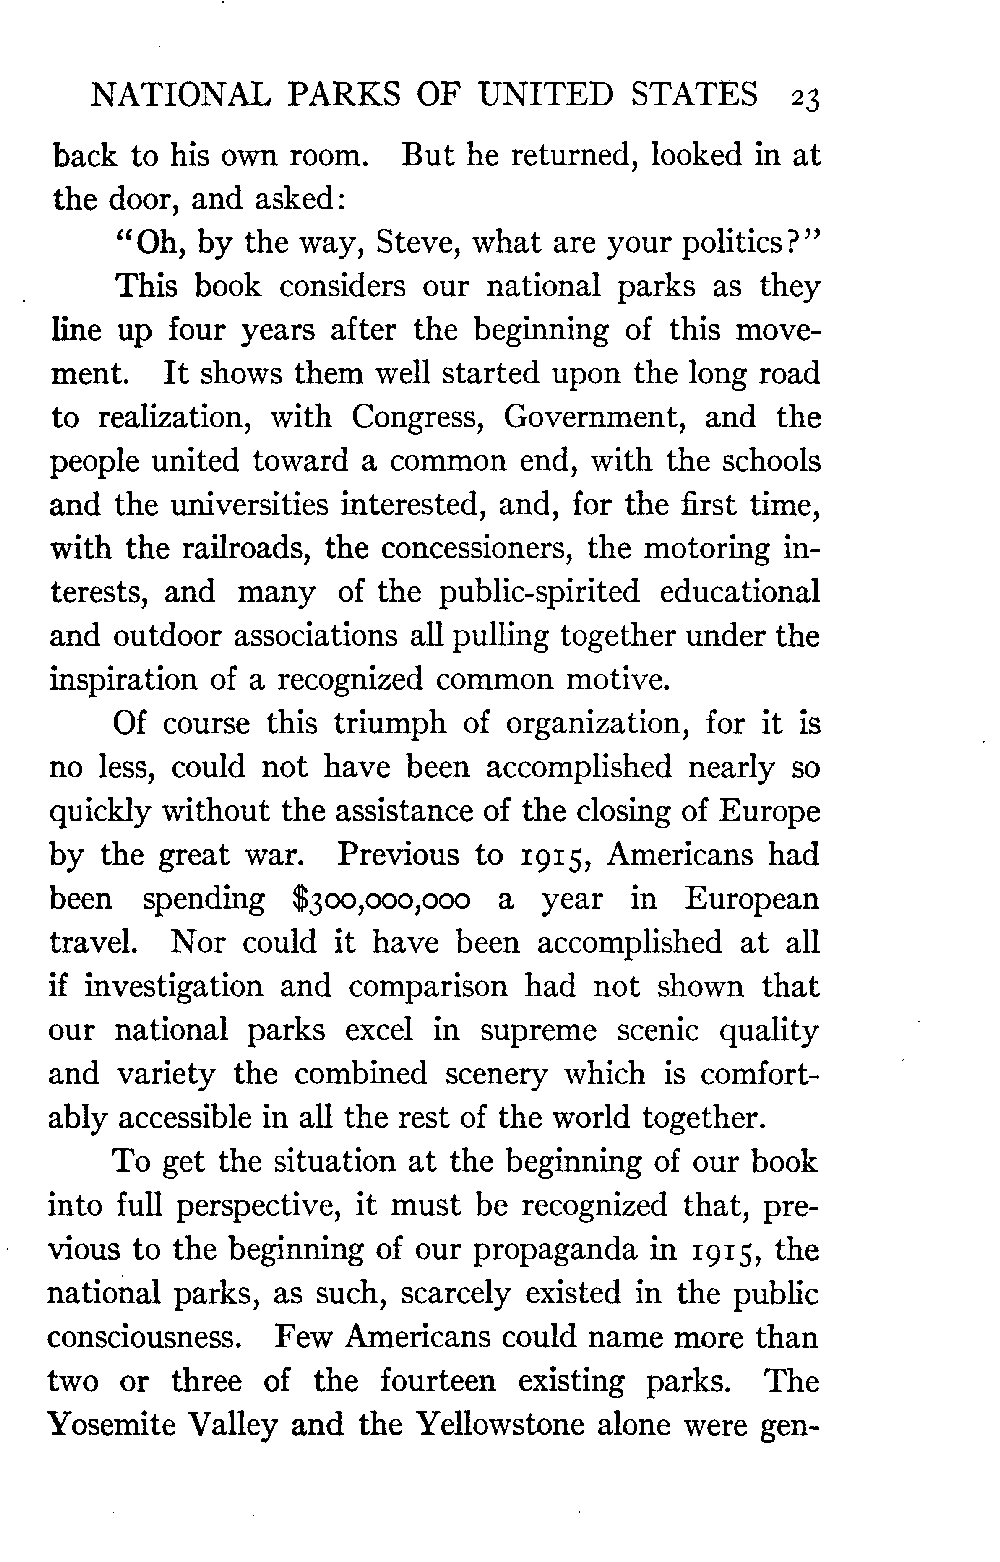 NATIONAL PARKS OF UNITED STATES 23
back to his own room. But he returned, looked in at
the door, and asked:
"Oh, by the way, Steve, what are your politics?"
This book considers our national parks as they
line up four years after the beginning of this move-
ment. It shows them well started upon the long road
to realization, with Congress, Government, and the
people united toward a common end, with the schools
and the universities interested, and, for the first time,
with the railroads, the concessioners, the motoring in-
terests, and many of the public-spirited educational
and outdoor associations all pulling together under the
inspiration of a recognized common motive.
Of course this triumph of organization, for it is
no less, could not have been accomplished nearly so
quickly without the assistance of the closing of Europe
by the great war. Previous to 1915, Americans had
been spending $300,000,000 a year in European
travel. Nor could it have been accomplished at all
if investigation and comparison had not shown that
our national parks excel in supreme scenic quality
and variety the combined scenery which is comfort-
ably accessible in all the rest of the world together.
To get the situation at the beginning of our book
into full perspective, it must be recognized that, pre-
vious to the beginning of our propaganda in 1915, the
national parks, as such, scarcely existed in the public
consciousness. Few Americans could name more than
two or three of the fourteen existing parks. The
Yosemite Valley and the Yellowstone alone were gen-